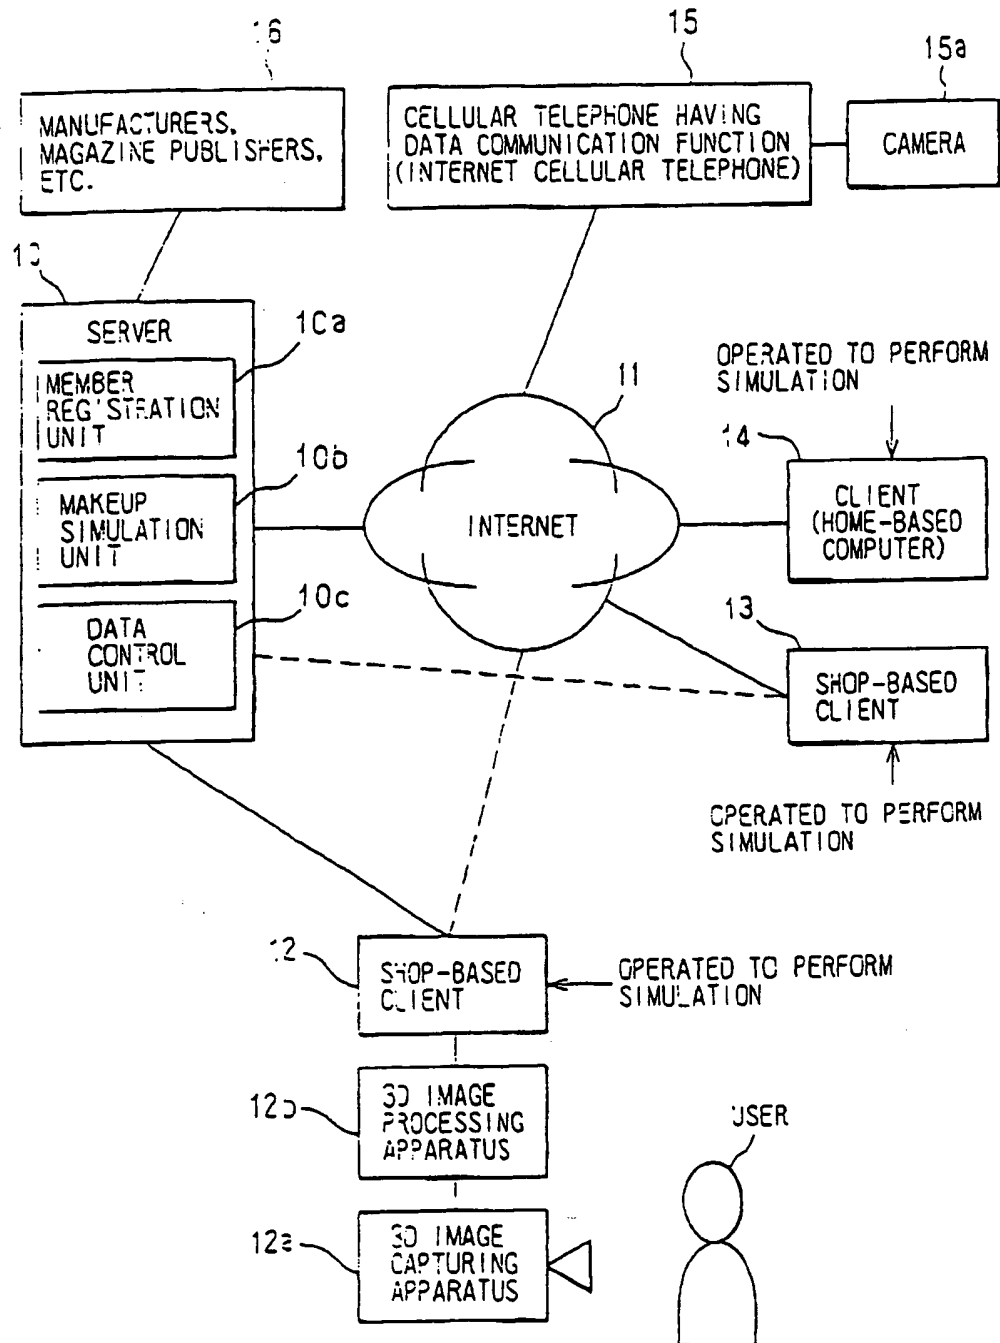 16
MANUFACTURERS,
MAGAZINE PUBLISHERS,
ETC.
15
CELLULAR TELEPHONE HAVING
DATA COMMUNICATION FUNCTION
(INTERNET CELLULAR TELEPHONE)
15a
CAMERA
10
SERVER
10a
MEMBER
REGISTRATION
UNIT
10b
MAKEUP
SIMULATION
UNIT
10c
DATA
CONTROL
UNIT
11
INTERNET
OPERATED TO PERFORM
SIMULATION
14
CLIENT
(HOME-BASED
COMPUTER)
13
SHOP-BASED
CLIENT
OPERATED TO PERFORM
SIMULATION
12
SHOP-BASED
CLIENT
OPERATED TO PERFORM
SIMULATION
12b
3D IMAGE
PROCESSING
APPARATUS
12a
3D IMAGE
CAPTURING
APPARATUS
USER